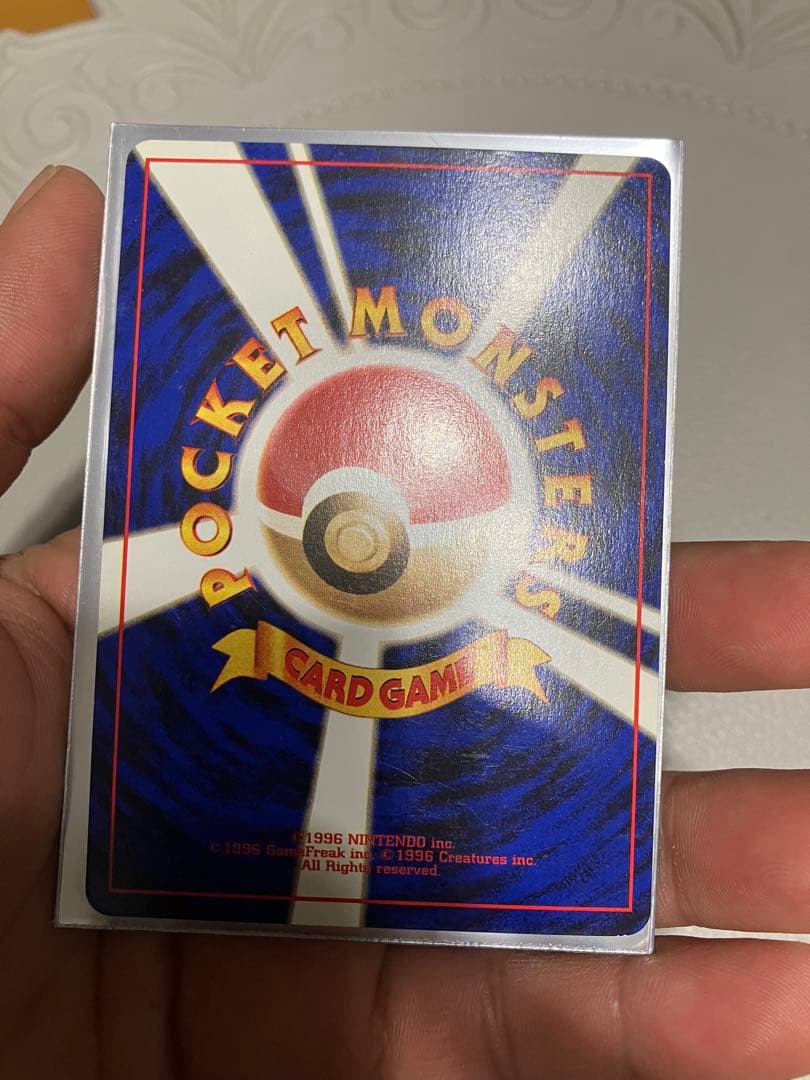 POCKET MONSTERS
CARD GAME
©1996 NINTENDO inc.
©1996 GameFreak inc. ©1996 Creatures inc.
All Rights reserved.